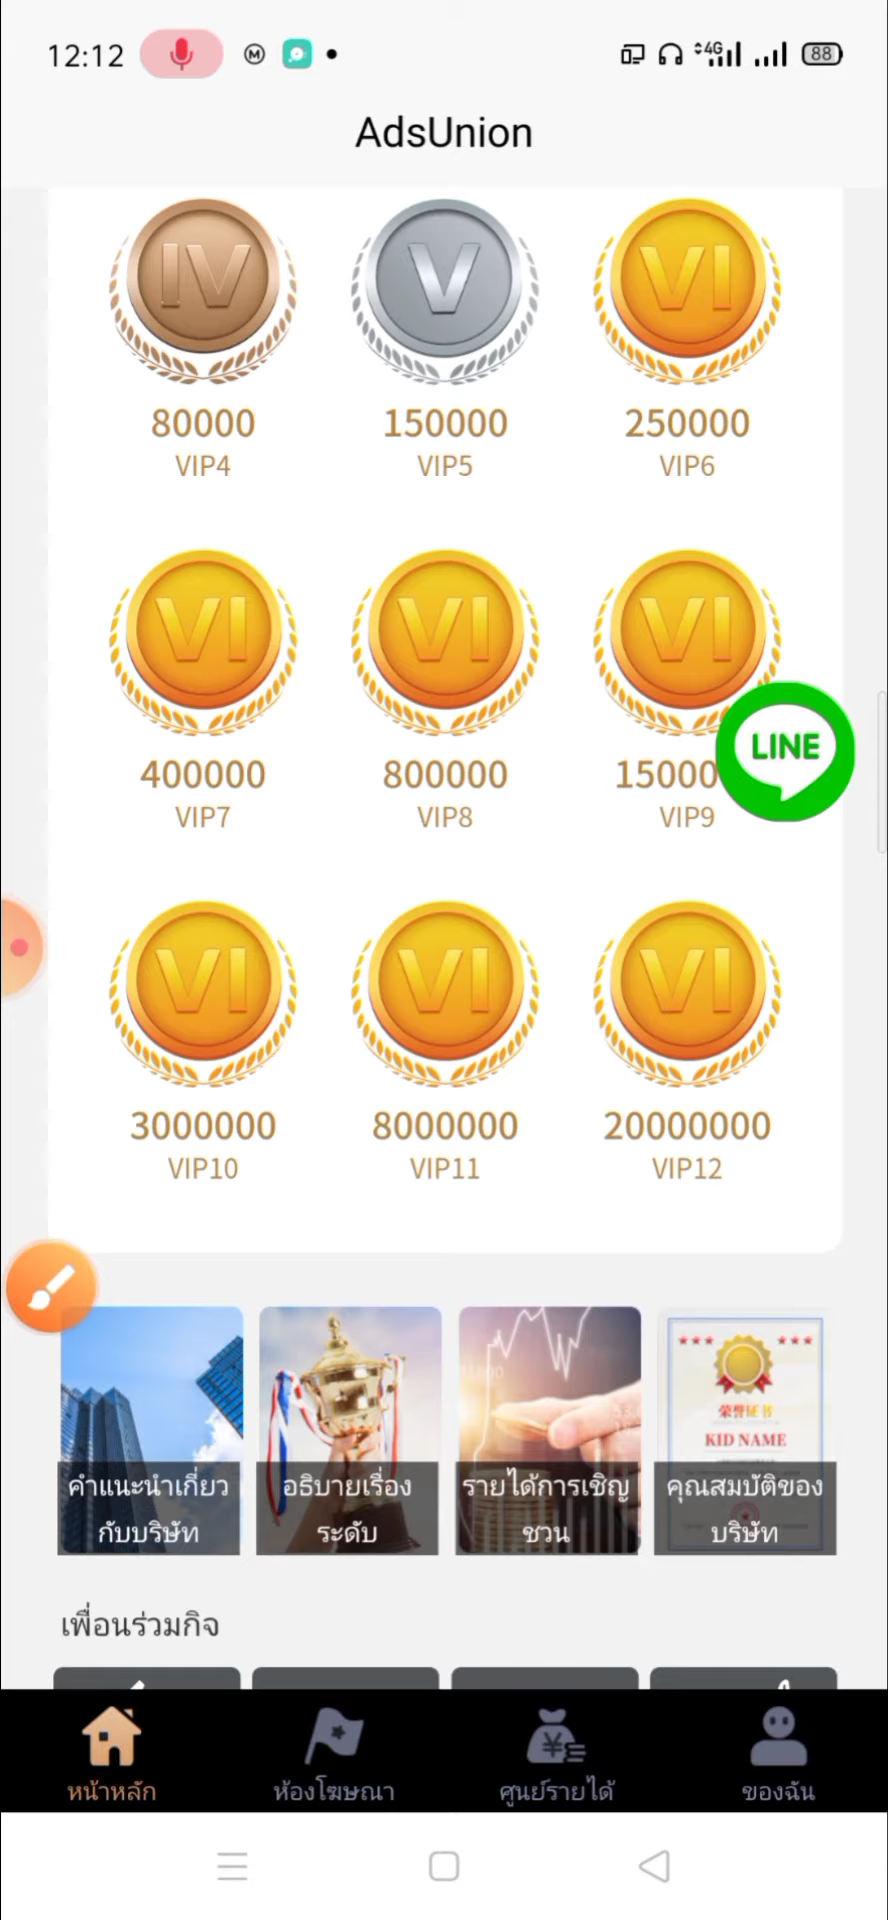 12:12
M
4G
88
AdsUnion
IV
V
VI
80000
150000
250000
VIP4
VIP5
VIP6
VI
VI
VI
LINE
400000
800000
15000
VIP7
VIP8
VIP9
VI
VI
VI
3000000
8000000
20000000
VIP10
VIP11
VIP12
荣誉证书
KID NAME
คำแนะนำเกี่ยว
กับบริษัท
อธิบายเรื่อง
ระดับ
รายได้การเชิญ
ชวน
คุณสมบัติของ
บริษัท
เพื่อนร่วมกิจ
หน้าหลัก
ห้องโฆษณา
ศูนย์รายได้
ของฉัน